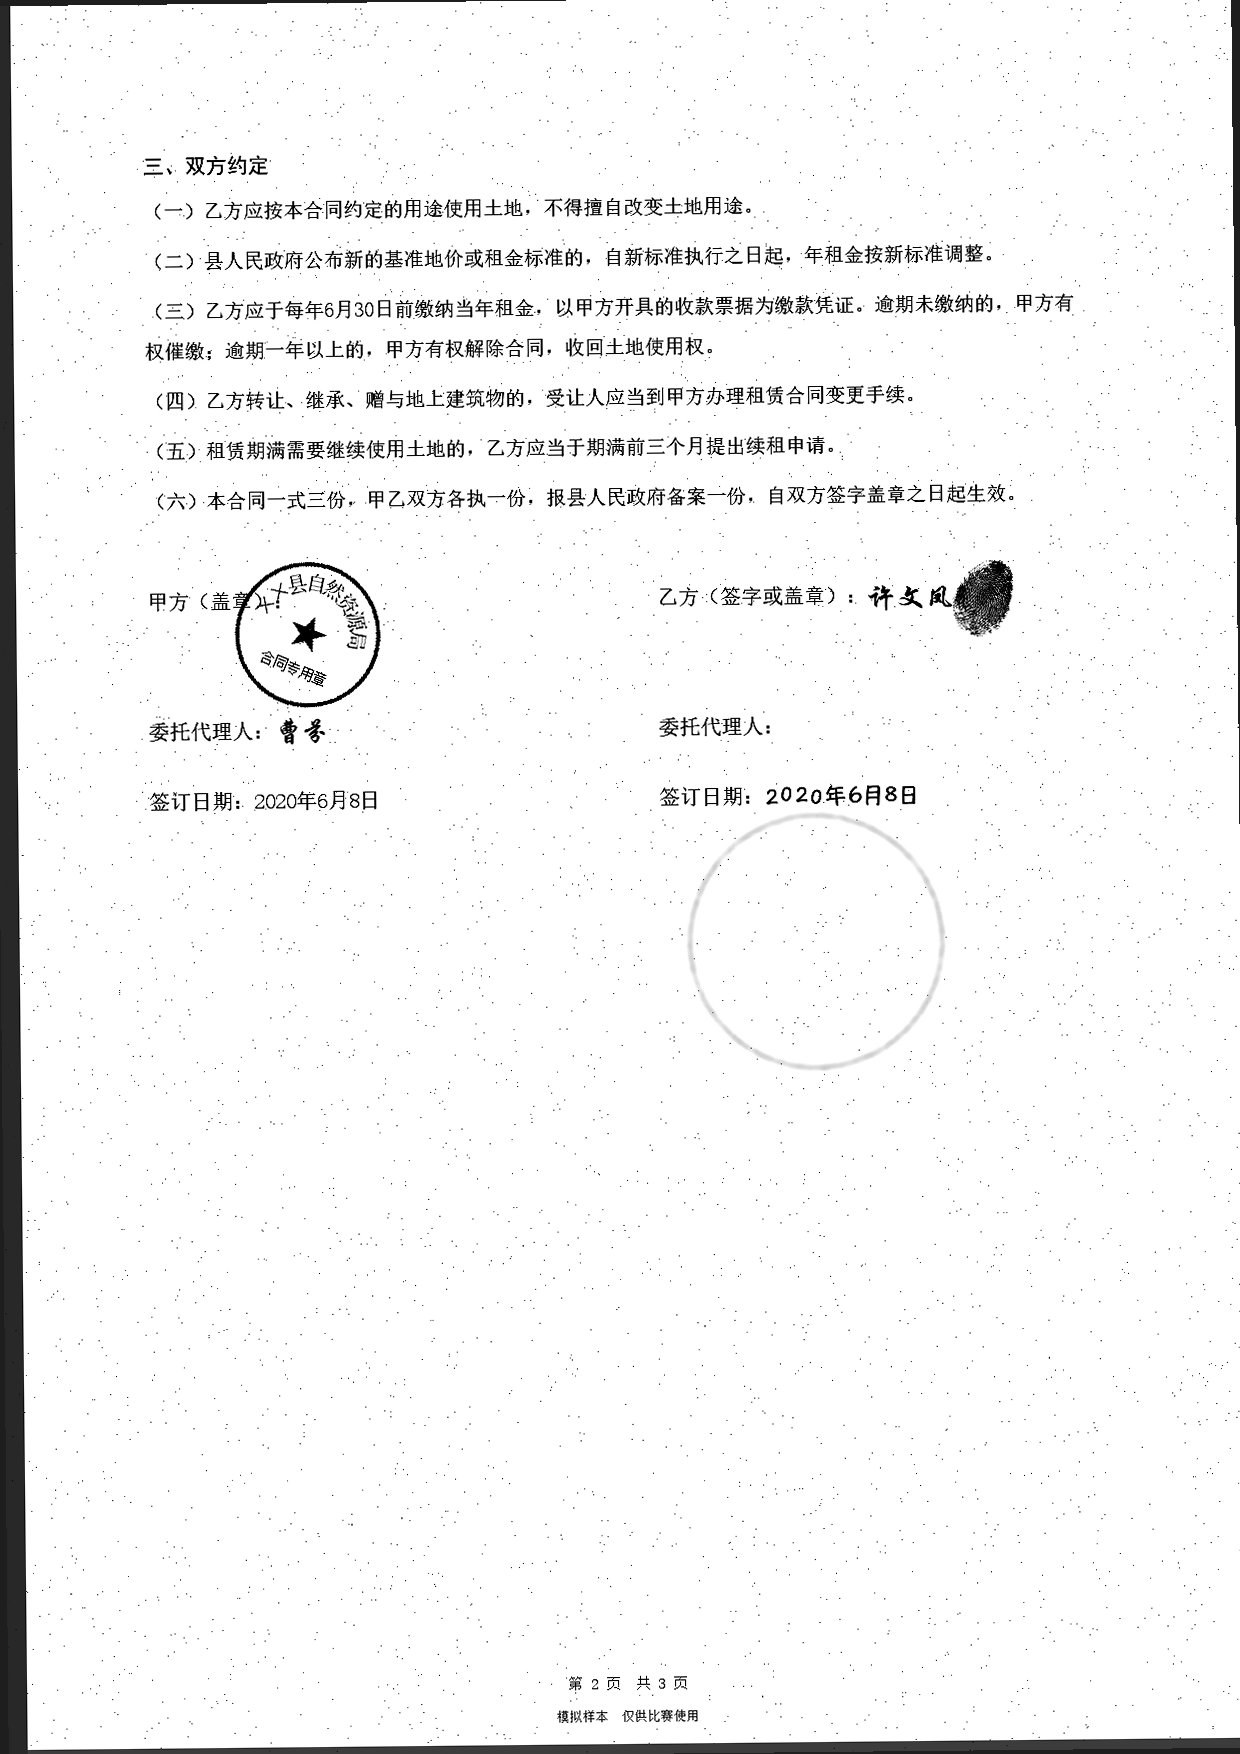 三、双方约定
（一）乙方应按本合同约定的用途使用土地，不得擅自改变土地用途。
（二）县人民政府公布新的基准地价或租金标准的，自新标准执行之日起，年租金按新标准调整。
（三）乙方应于每年6月30日前缴纳当年租金，以甲方开具的收款票据为缴款凭证。逾期未缴纳的，甲方有
权催缴；逾期一年以上的，甲方有权解除合同，收回土地使用权。
（四）乙方转让、继承、赠与地上建筑物的，受让人应当到甲方办理租赁合同变更手续。
（五）租赁期满需要继续使用土地的，乙方应当于期满前三个月提出续租申请。
（六）本合同一式三份，甲乙双方各执一份，报县人民政府备案一份，自双方签字盖章之日起生效。
甲方（盖章）： 乙方（签字或盖章）：许文凤
××县自然资源局
合同专用章
委托代理人：曹芬 委托代理人：
签订日期：2020年6月8日 签订日期：2020年6月8日
第 2 页 共 3 页
模拟样本 仅供比赛使用